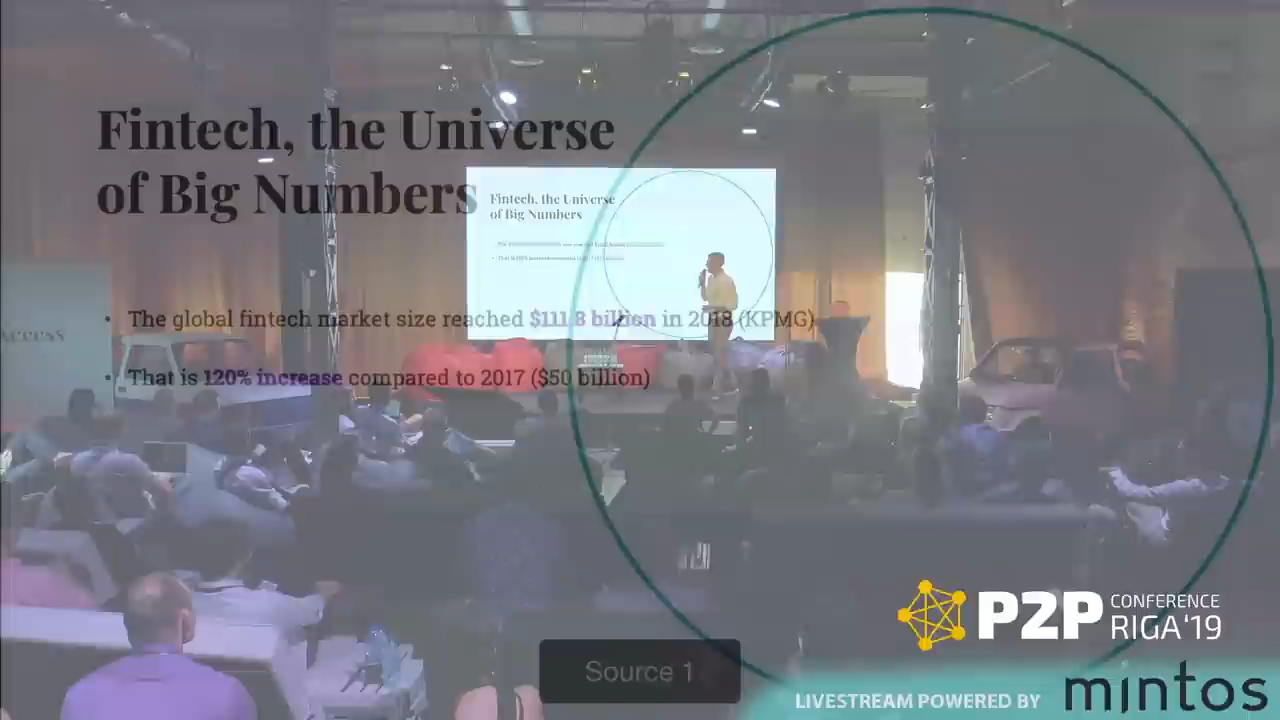 Fintech, the Universe
of Big Numbers
Fintech, the Universe
of Big Numbers
• The global fintech market size reached $111.8 billion in 2018 (KPMG)
• That is 120% increase compared to 2017 ($50 billion)
Source 1
P2P CONFERENCE
RIGA'19
LIVESTREAM POWERED BY mintos